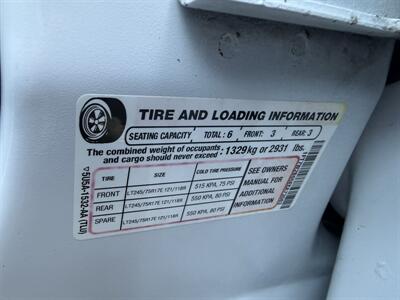 TIRE AND LOADING INFORMATION
SEATING CAPACITY TOTAL: 6 FRONT: 3 REAR: 3
The combined weight of occupants and cargo should never exceed - 1329kg or 2931 lbs.
TIRE SIZE COLD TIRE PRESSURE
FRONT LT245/75R17E 121/118R 515 KPA, 75 PSI
REAR LT245/75R17E 121/118R 550 KPA, 80 PSI
SPARE LT245/75R17E 121/118R 550 KPA, 80 PSI
SEE OWNERS
MANUAL FOR
ADDITIONAL
INFORMATION